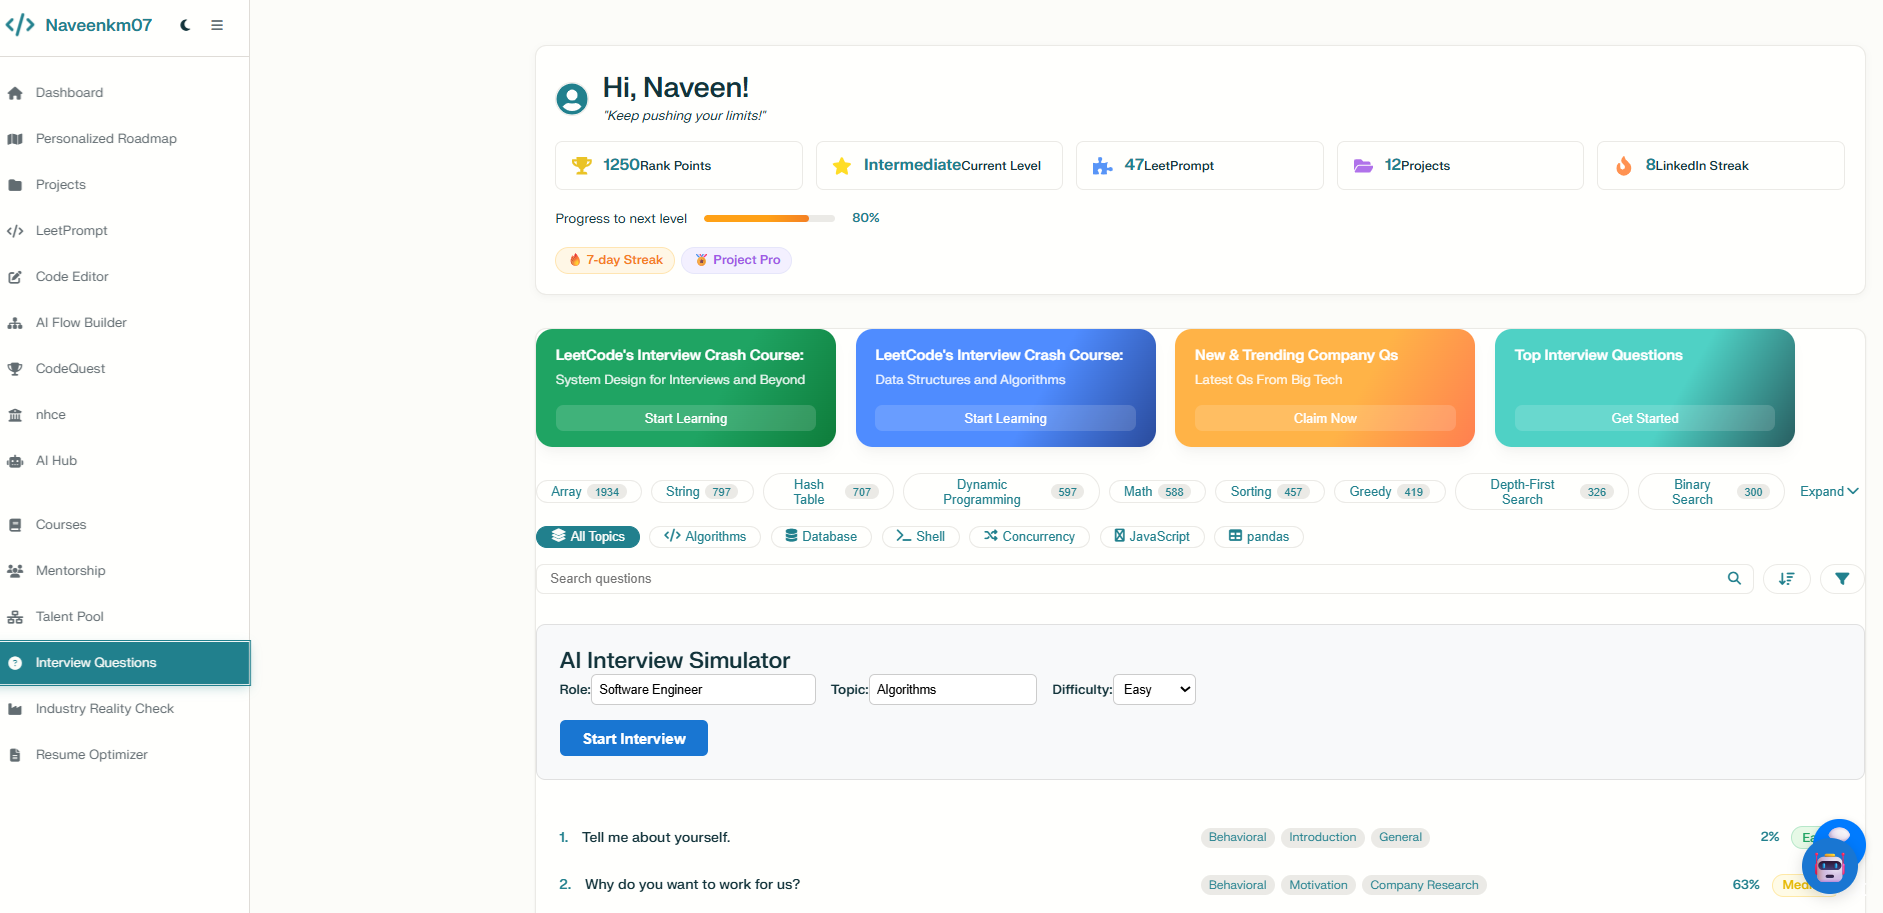 Naveenkm07
Dashboard
Personalized Roadmap
Projects
LeetPrompt
Code Editor
AI Flow Builder
CodeQuest
nhce
AI Hub
Courses
Mentorship
Talent Pool
Interview Questions
Industry Reality Check
Resume Optimizer
Hi, Naveen!
"Keep pushing your limits!"
1250Rank Points
IntermediateCurrent Level
47LeetPrompt
12Projects
8LinkedIn Streak
Progress to next level 80%
7-day Streak Project Pro
LeetCode's Interview Crash Course:
System Design for Interviews and Beyond
Start Learning
LeetCode's Interview Crash Course:
Data Structures and Algorithms
Start Learning
New & Trending Company Qs
Latest Qs From Big Tech
Claim Now
Top Interview Questions
Get Started
Array 1934
String 797
Hash
Table 707
Dynamic
Programming 597
Math 588
Sorting 457
Greedy 419
Depth-First
Search 326
Binary
Search 300
Expand
All Topics
Algorithms
Database
Shell
Concurrency
JavaScript
pandas
Search questions
AI Interview Simulator
Role: Software Engineer Topic: Algorithms Difficulty: Easy
Start Interview
1. Tell me about yourself. Behavioral Introduction General 2%
2. Why do you want to work for us? Behavioral Motivation Company Research 63%